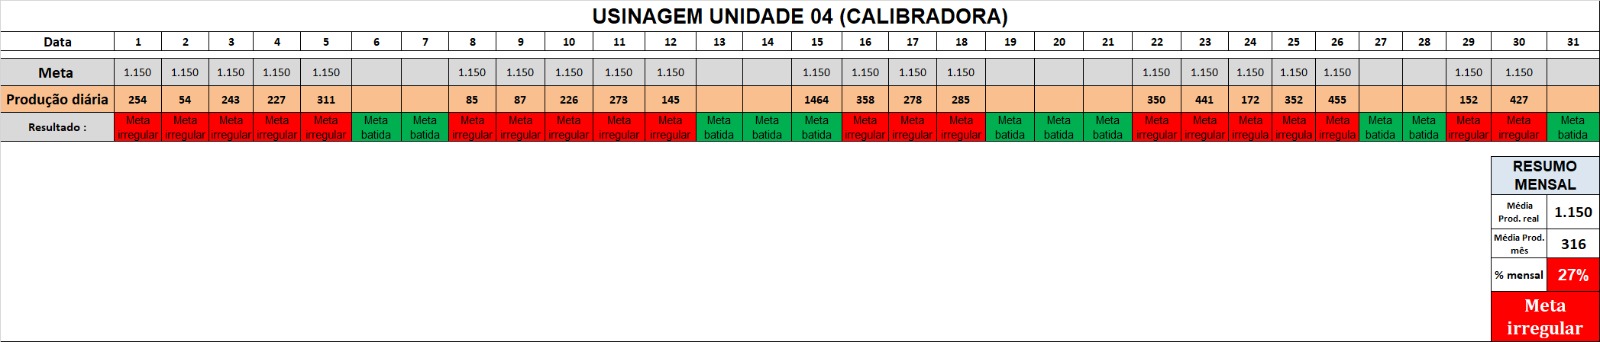 USINAGEM UNIDADE 04 (CALIBRADORA)
Data 1 2 3 4 5 6 7 8 9 10 11 12 13 14 15 16 17 18 19 20 21 22 23 24 25 26 27 28 29 30 31
Meta 1.150 1.150 1.150 1.150 1.150 1.150 1.150 1.150 1.150 1.150 1.150 1.150 1.150 1.150 1.150 1.150 1.150 1.150 1.150 1.150 1.150
Produção diária 254 54 243 227 311 85 87 226 273 145 1464 358 278 285 350 441 172 352 455 152 427
Resultado : Meta irregular Meta irregular Meta irregular Meta irregular Meta irregular Meta batida Meta batida Meta irregular Meta irregular Meta irregular Meta irregular Meta irregular Meta batida Meta batida Meta batida Meta irregular Meta irregular Meta irregular Meta batida Meta batida Meta batida Meta irregular Meta irregular Meta irregular Meta irregular Meta irregular Meta batida Meta batida Meta irregular Meta irregular Meta batida
RESUMO
MENSAL
Média
Prod. real 1.150
Média Prod.
mês 316
% mensal 27%
Meta
irregular